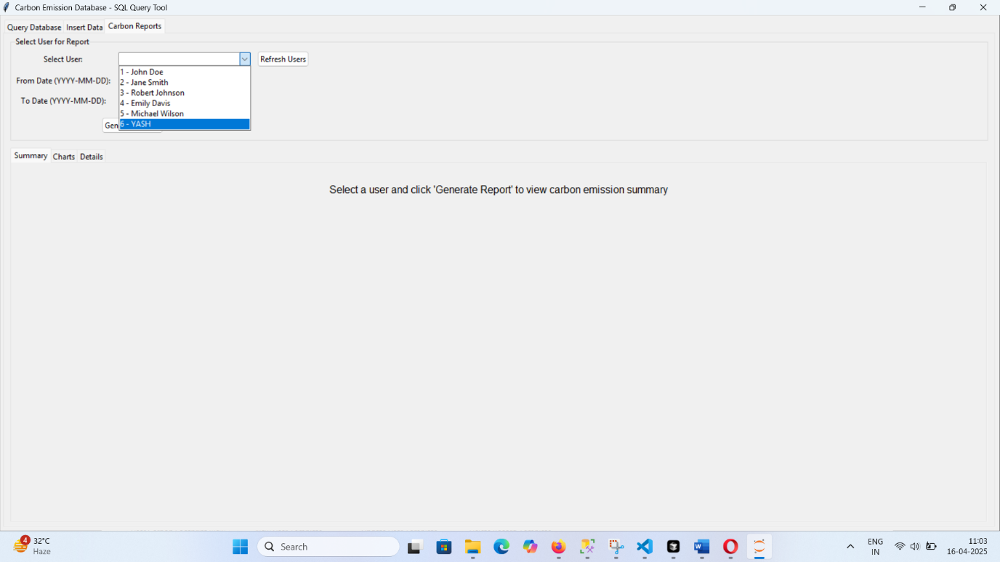 Carbon Emission Database - SQL Query Tool
Query Database Insert Data Carbon Reports
Select User for Report
Select User: Refresh Users
1 - John Doe
From Date (YYYY-MM-DD):
2 - Jane Smith
3 - Robert Johnson
To Date (YYYY-MM-DD):
4 - Emily Davis
5 - Michael Wilson
Gen
6 - YASH
Summary Charts Details
Select a user and click 'Generate Report' to view carbon emission summary
4 32°C
Haze
Search
ENG
IN
11:03
16-04-2025